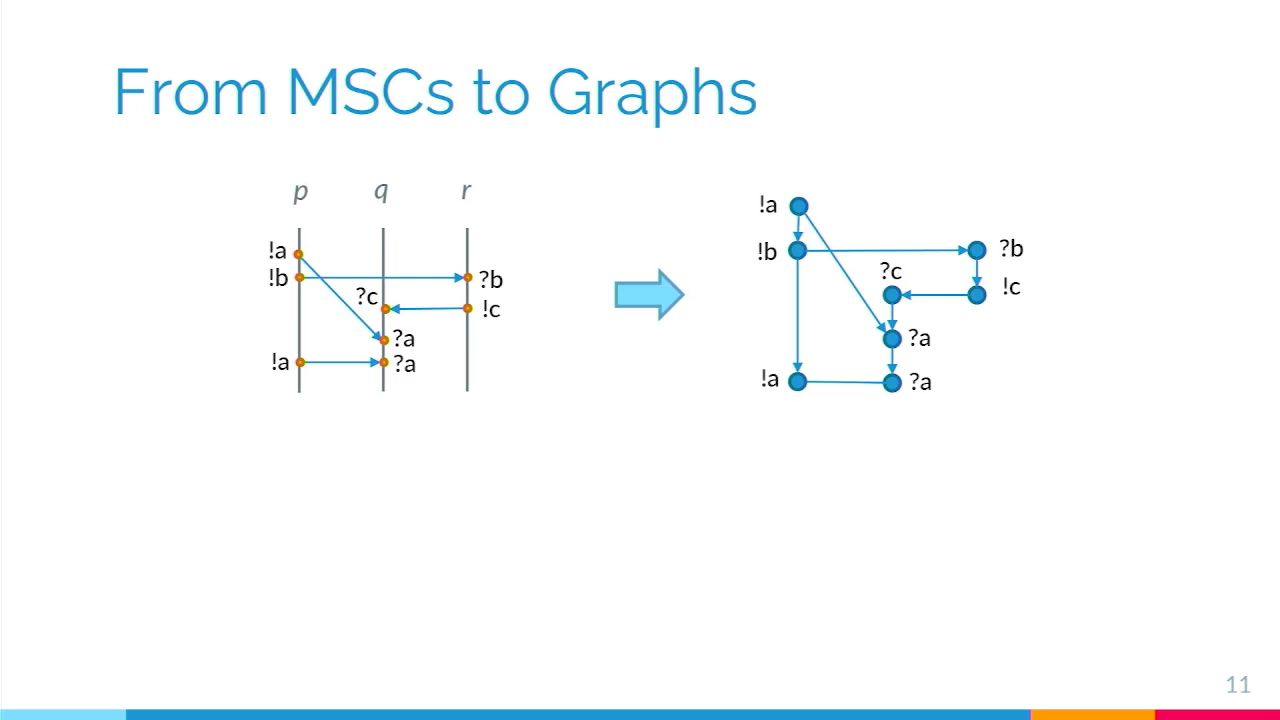 From MSCs to Graphs
p q r
!a
!b ?b
?c
!c
?a
!a ?a
!a
!b ?b
?c
!c
?a
!a ?a
11